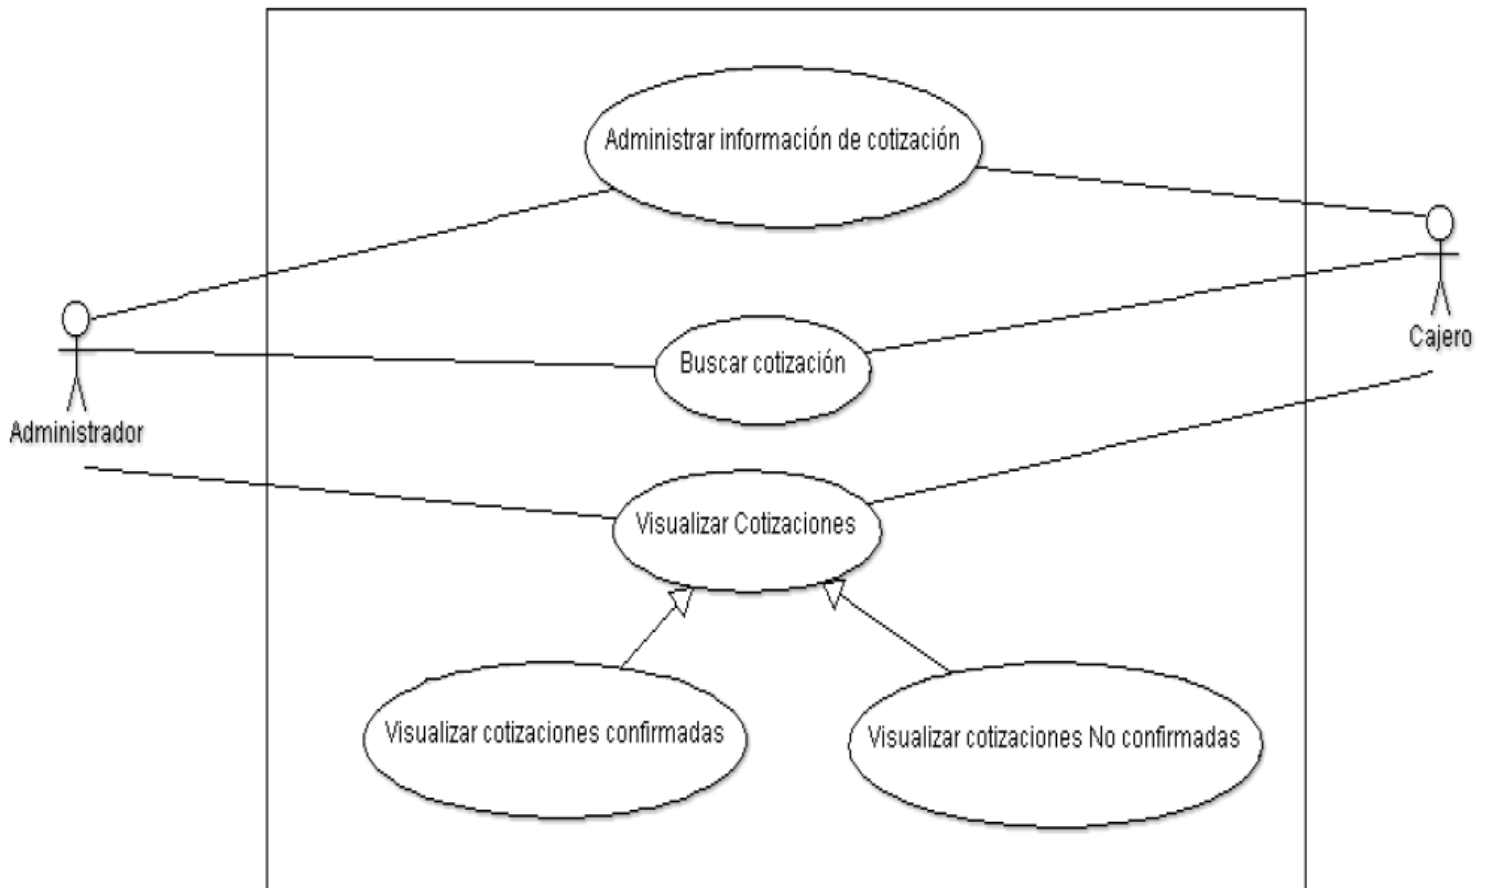 Administrar información de cotización
Cajero
Buscar cotización
Administrador
Visualizar Cotizaciones
Visualizar cotizaciones confirmadas
Visualizar cotizaciones No confirmadas